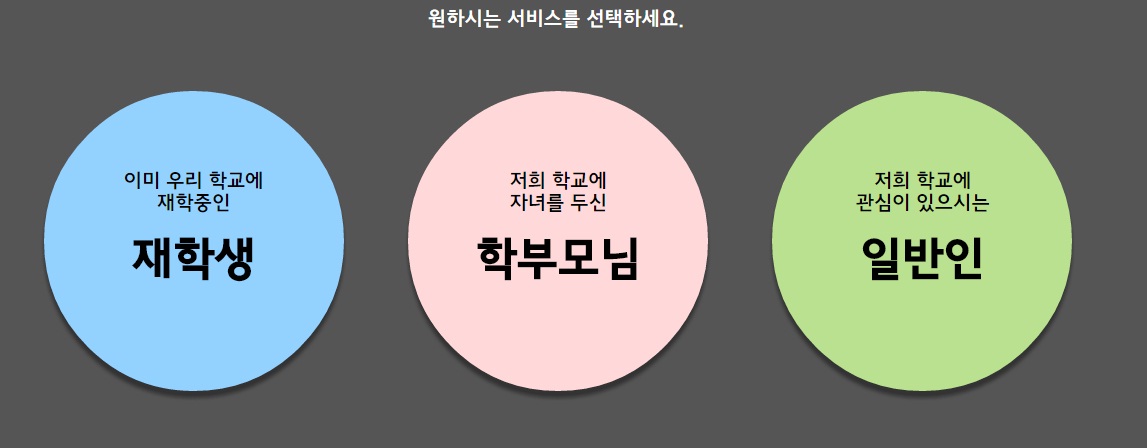 원하시는 서비스를 선택하세요.
이미 우리 학교에
재학중인
재학생
저희 학교에
자녀를 두신
학부모님
저희 학교에
관심이 있으시는
일반인